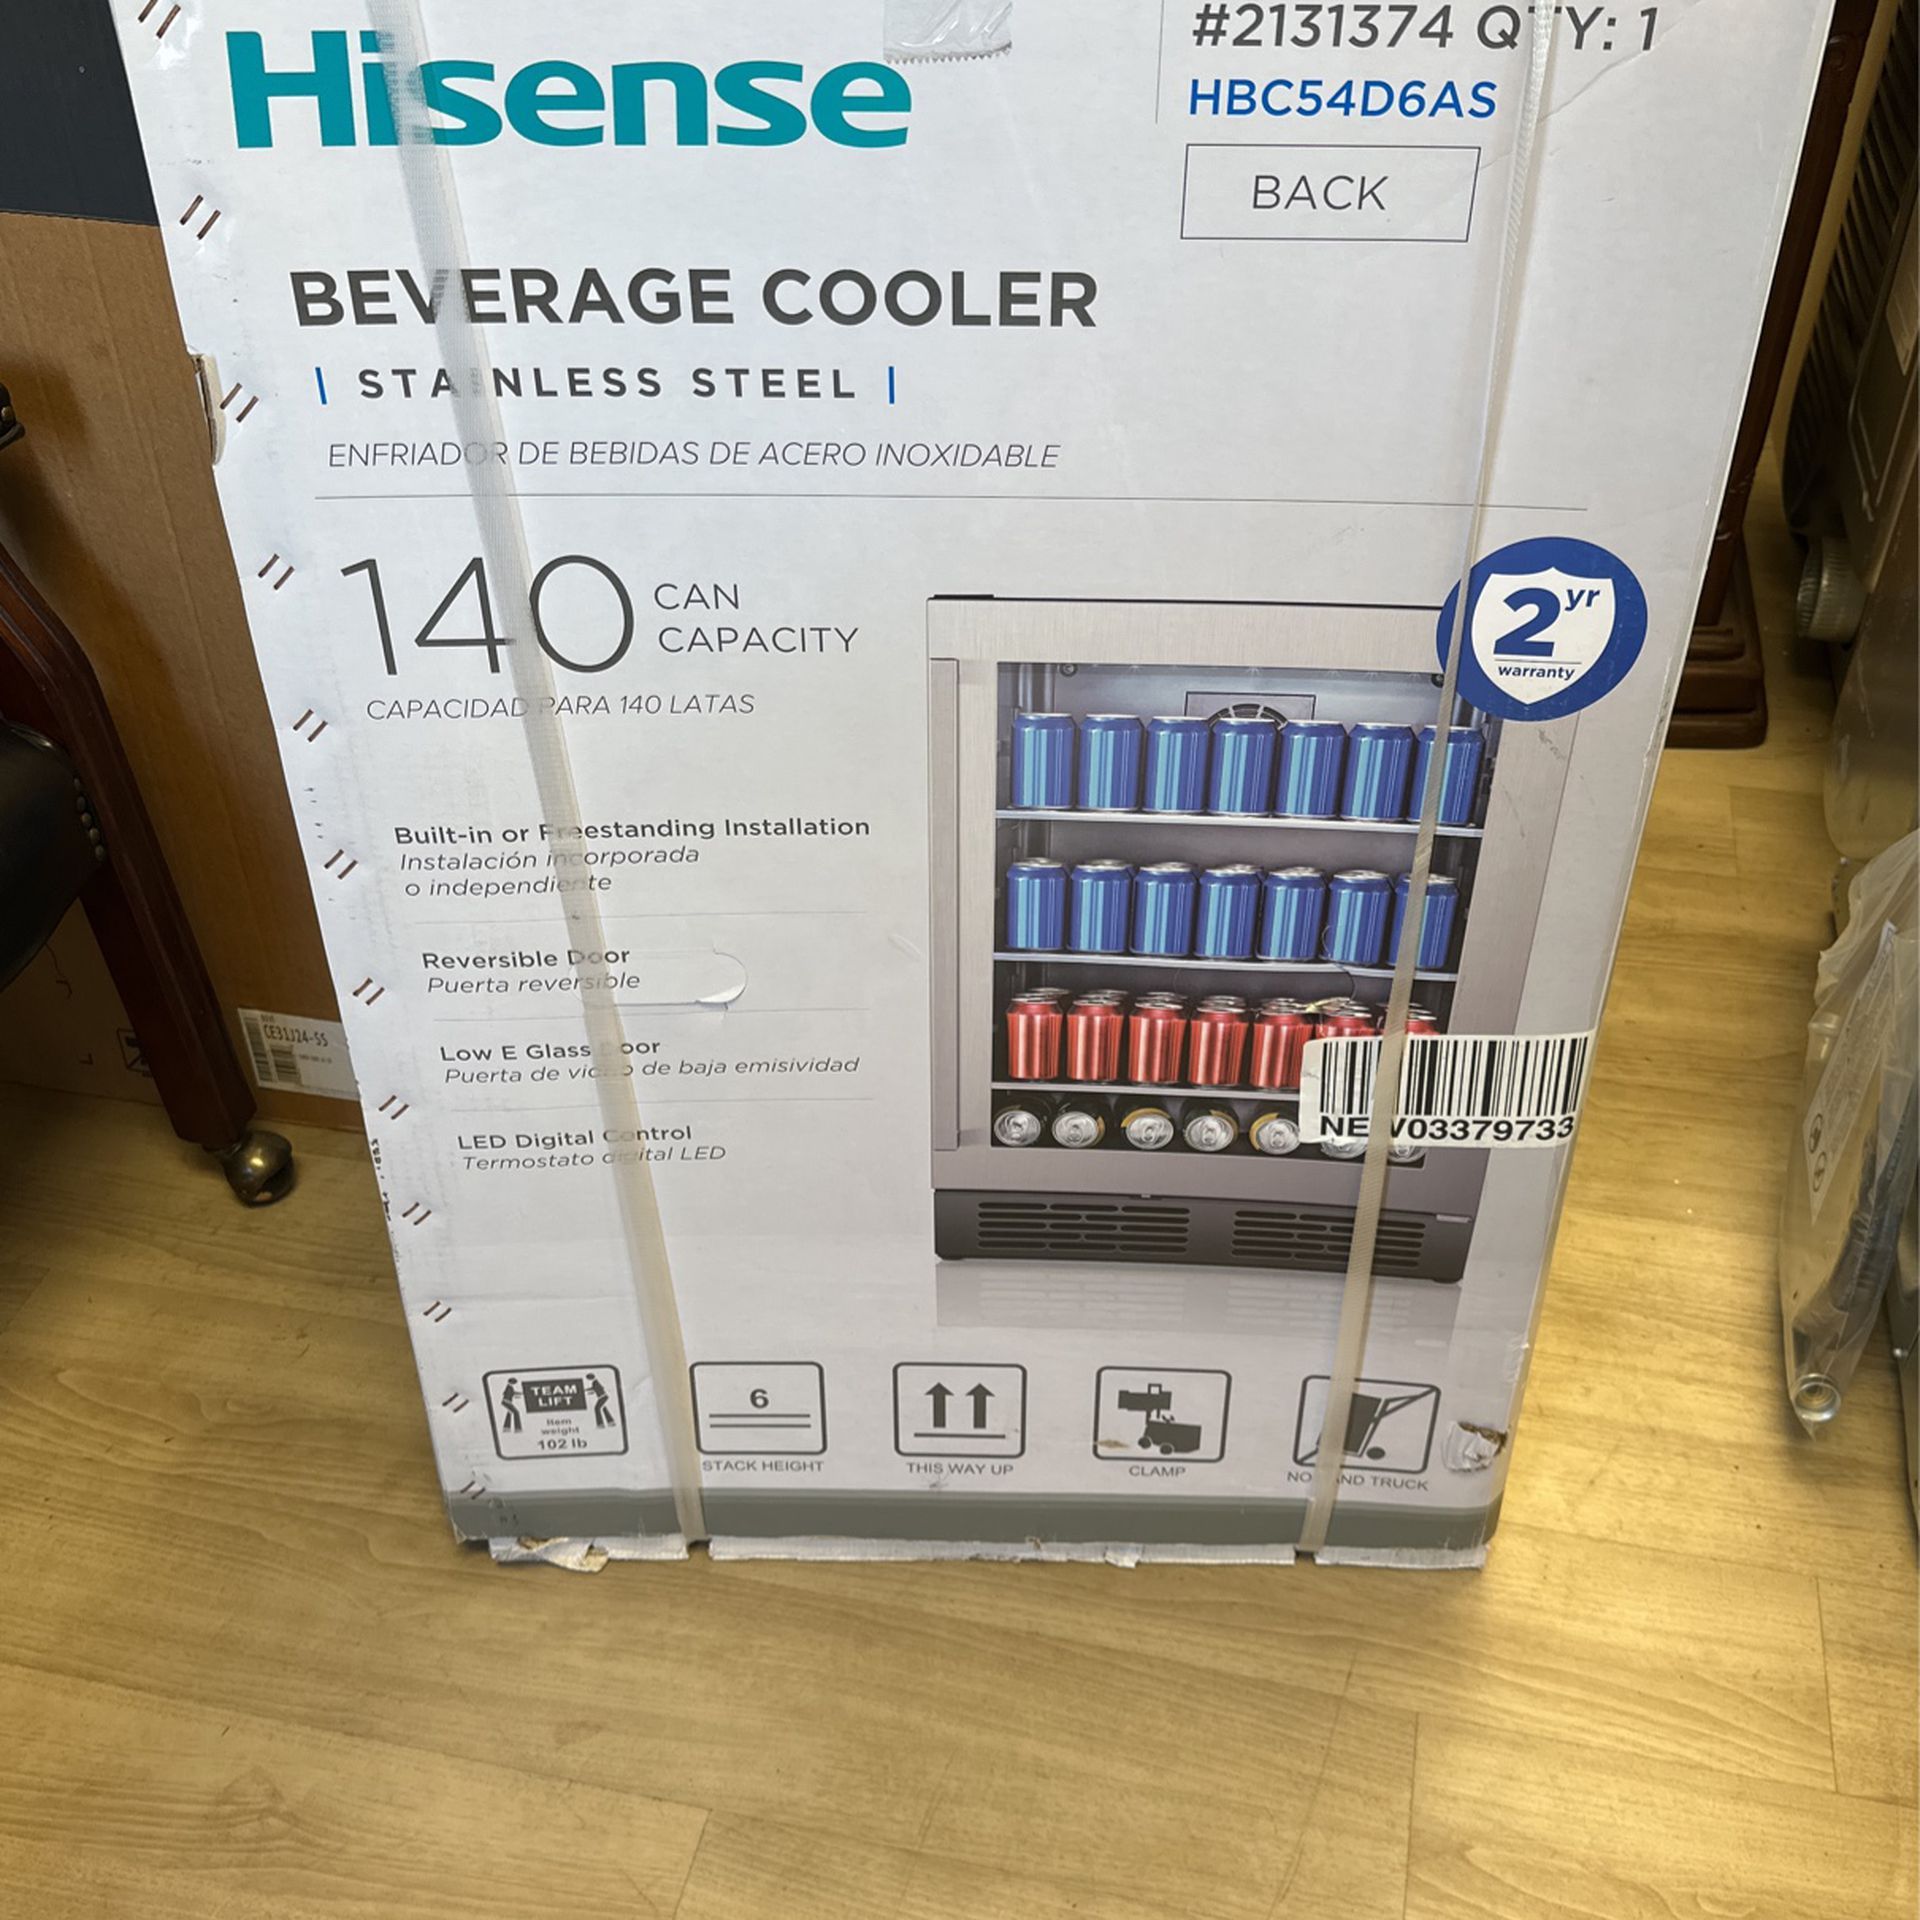 Hisense
#2131374 QTY: 1
HBC54D6AS
BACK
BEVERAGE COOLER
| STAINLESS STEEL |
ENFRIADOR DE BEBIDAS DE ACERO INOXIDABLE
140 CAN
CAPACITY
CAPACIDAD PARA 140 LATAS
2 yr
warranty
Built-in or Freestanding Installation
Instalación incorporada
o independiente
Reversible Door
Puerta reversible
Low E Glass Door
Puerta de vidrio de baja emisividad
LED Digital Control
Termostato digital LED
CE31J24-SS
NEW03379733
TEAM
LIFT
Item
weight
102 lb
6
STACK HEIGHT
THIS WAY UP
CLAMP
NO HAND TRUCK